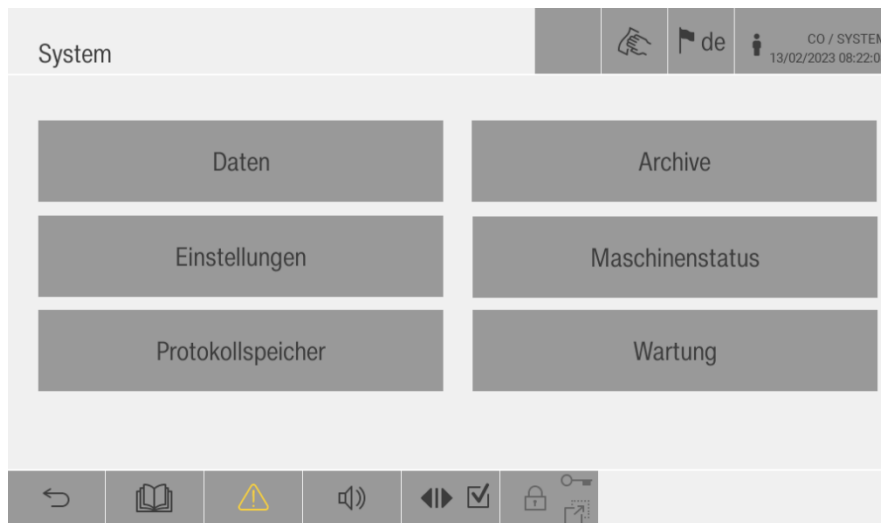 System
de
CO / SYSTEM
13/02/2023 08:22:0
Daten
Archive
Einstellungen
Maschinenstatus
Protokollspeicher
Wartung